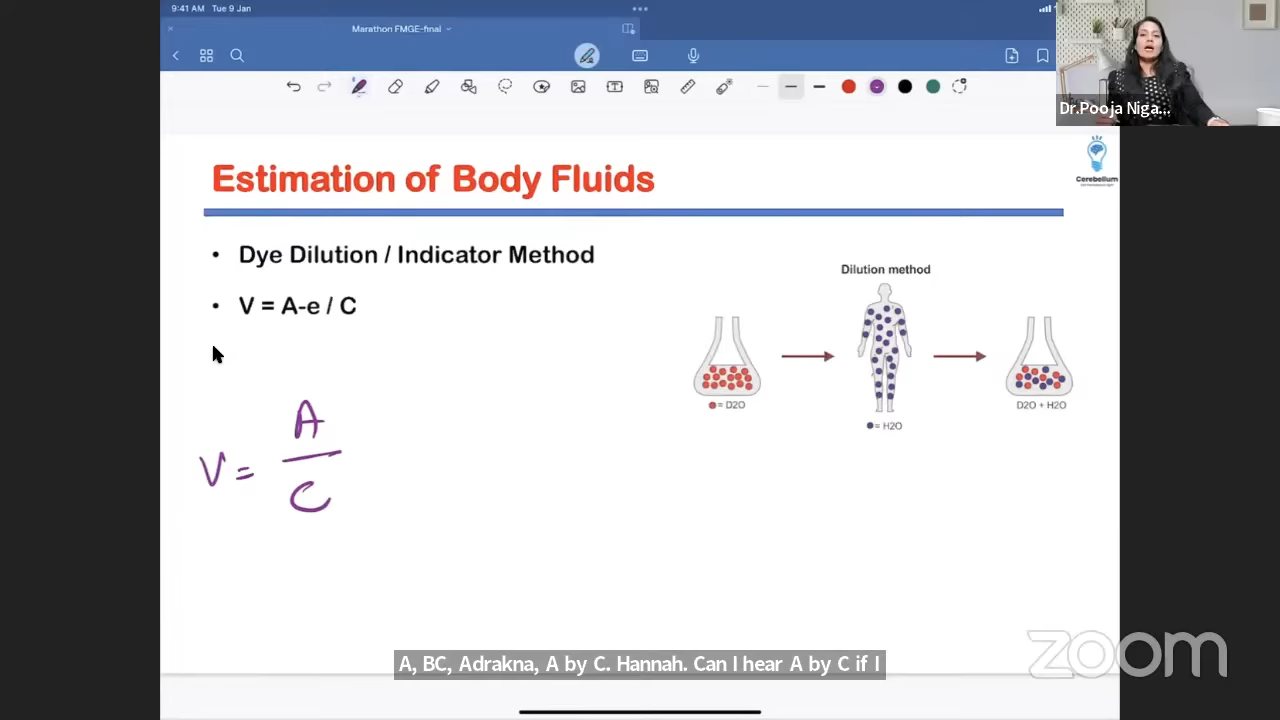 9:41 AM Tue 9 Jan
Marathon FMGE-final
Dr.Pooja Niga...
Cerebellum
Estimation of Body Fluids
• Dye Dilution / Indicator Method
• V = A-e / C
Dilution method
= D2O
= H2O
D2O + H2O
V = A
C
A, BC, Adrakna, A by C. Hannah. Can I hear A by C if I
zoom